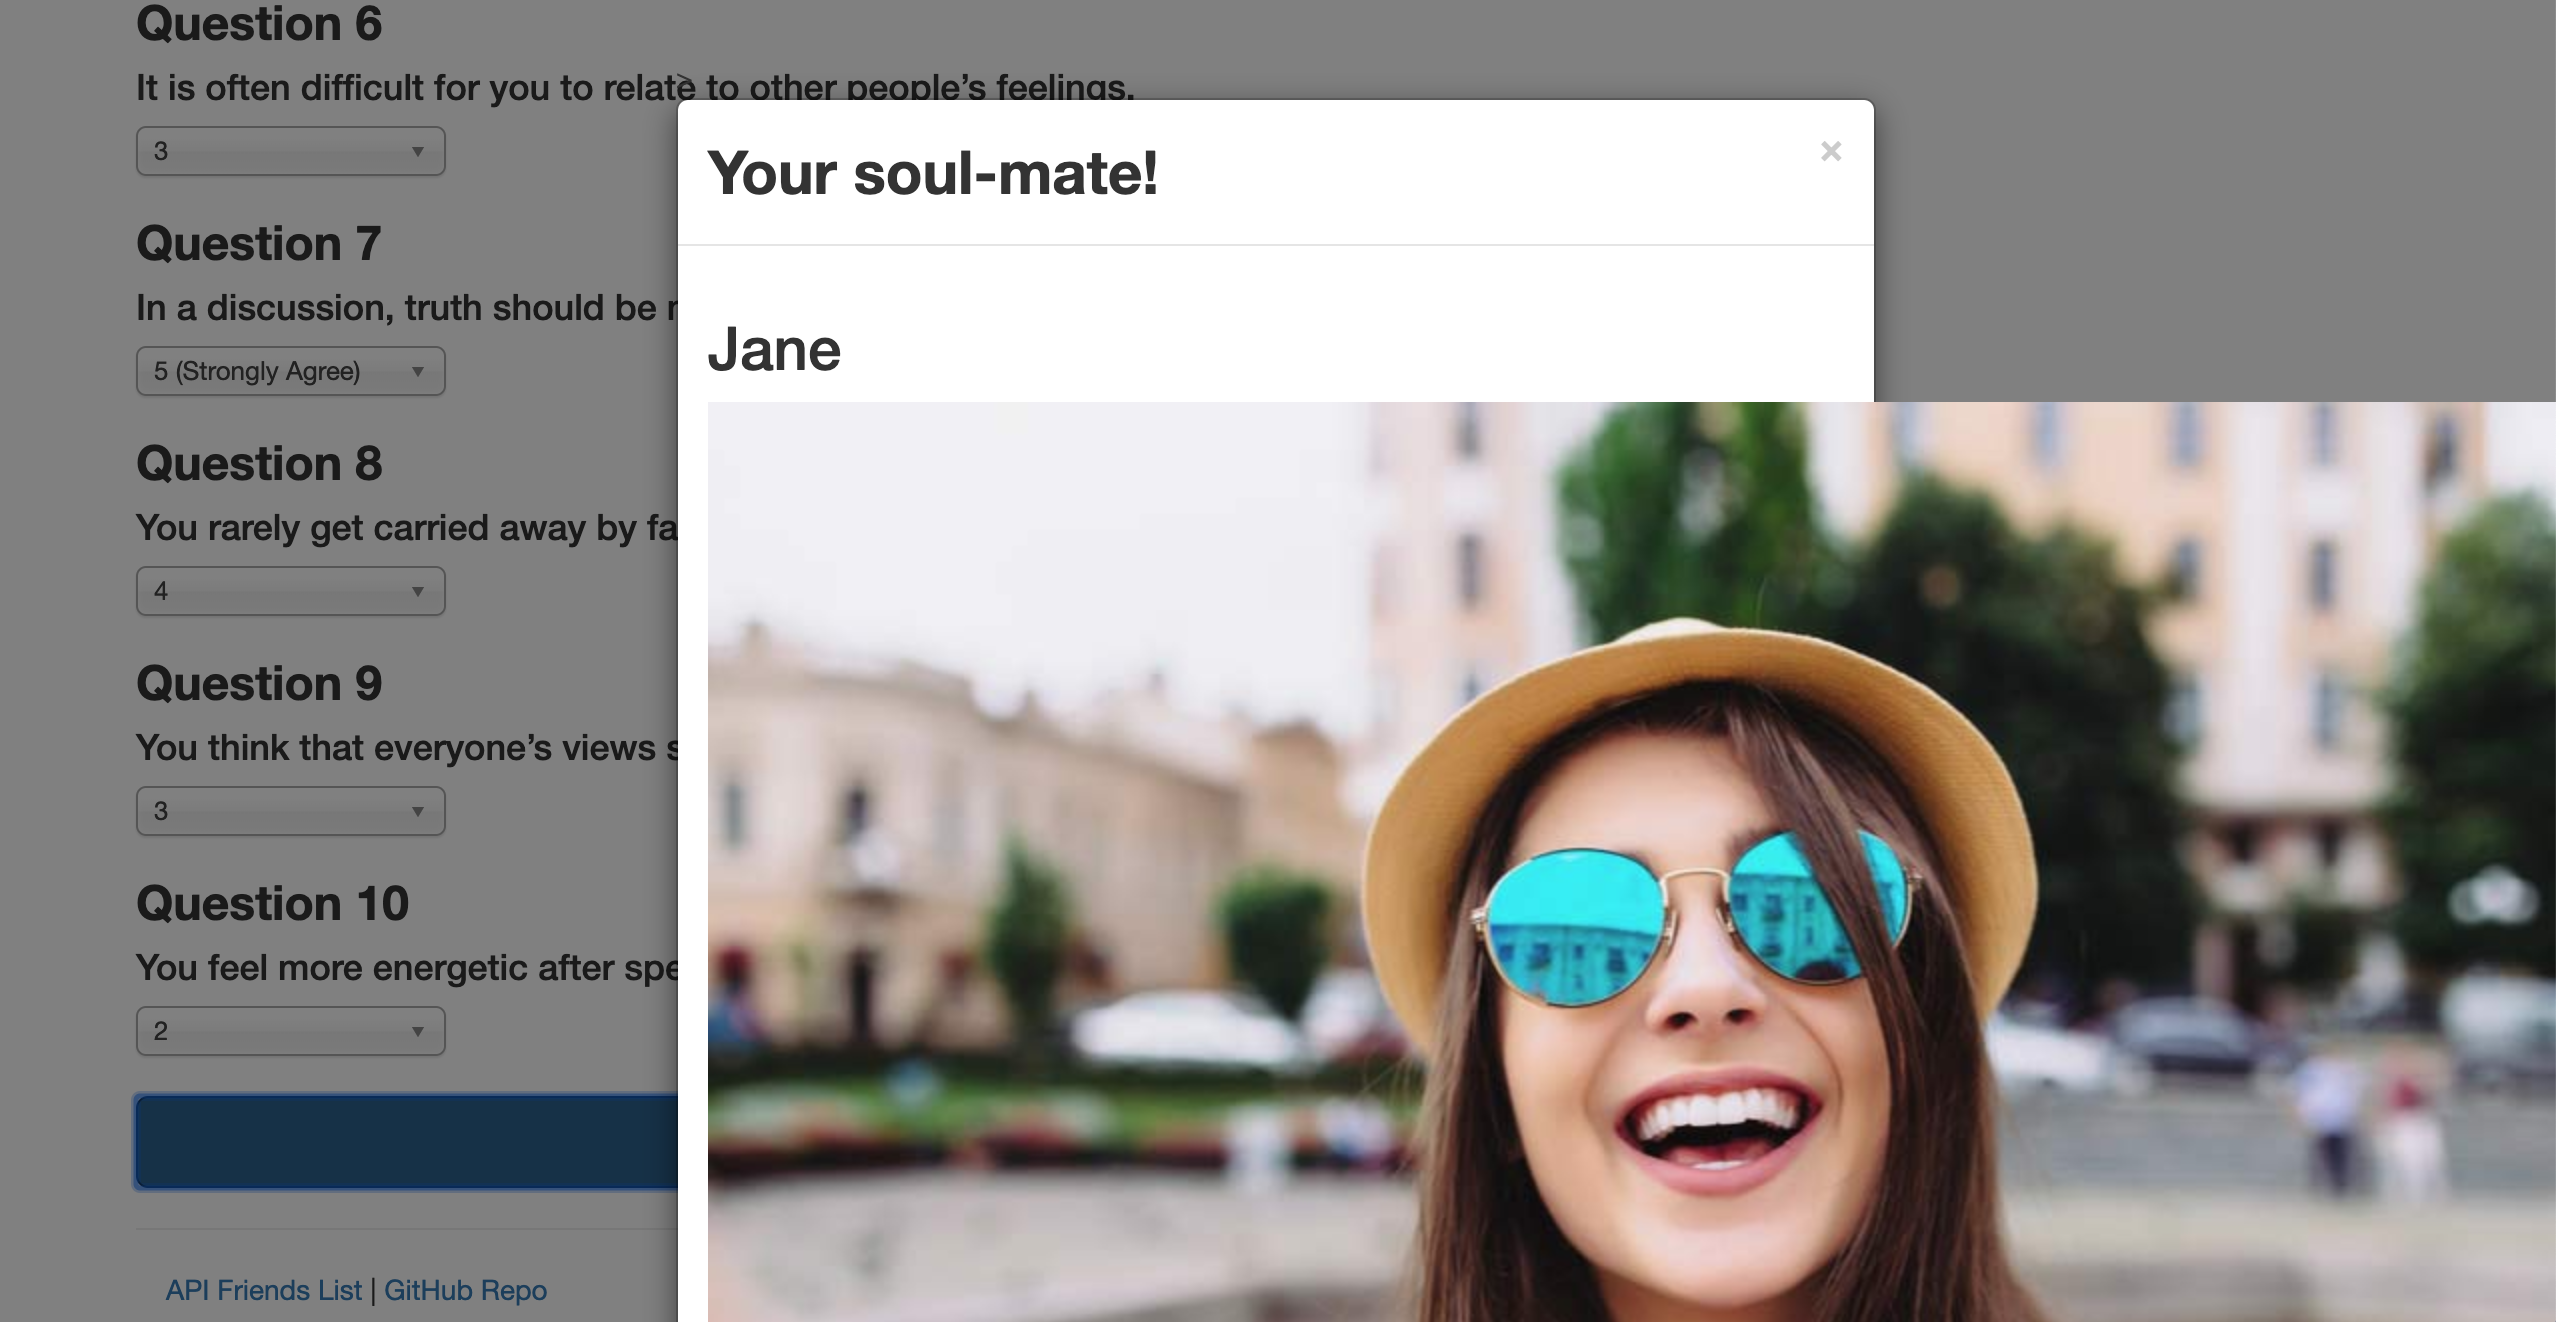 Question 6
It is often difficult for you to relate to other people’s feelings.
3
Question 7
In a discussion, truth should be
5 (Strongly Agree)
Question 8
You rarely get carried away by
4
Question 9
You think that everyone’s views
3
Question 10
You feel more energetic after
2
API Friends List | GitHub Repo
>
Your soul-mate!
×
Jane